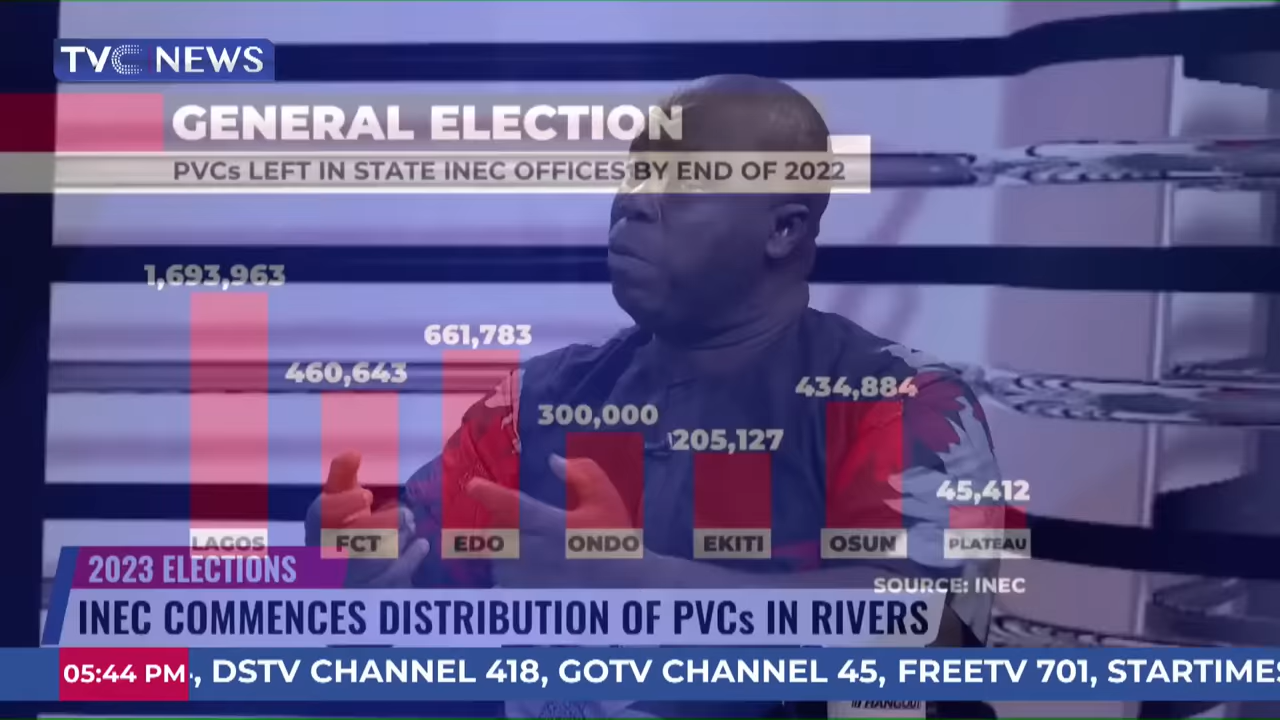 TVC NEWS
GENERAL ELECTION
PVCs LEFT IN STATE INEC OFFICES BY END OF 2022
1,693,963
661,783
460,643
434,884
300,000
205,127
45,412
LAGOS FCT EDO ONDO EKITI OSUN PLATEAU
SOURCE: INEC
2023 ELECTIONS
INEC COMMENCES DISTRIBUTION OF PVCs IN RIVERS
05:44 PM , DSTV CHANNEL 418, GOTV CHANNEL 45, FREETV 701, STARTIMES